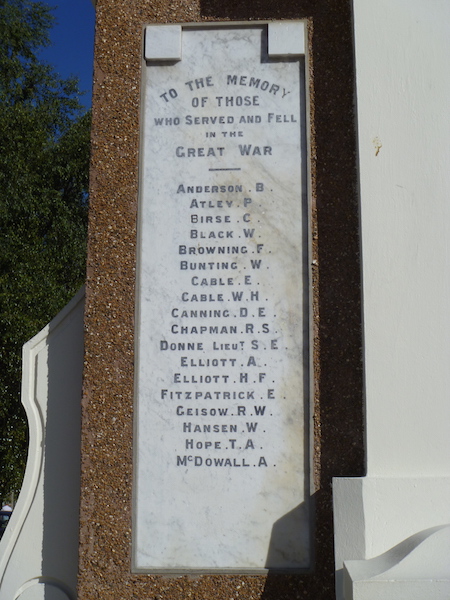 TO THE MEMORY
OF THOSE
WHO SERVED AND FELL
IN THE
GREAT WAR
ANDERSON. B.
ATLEY. P.
BIRSE. C.
BLACK. W.
BROWNING. F.
BUNTING. W.
CABLE. E.
CABLE. W. H.
CANNING. D. E.
CHAPMAN. R. S.
DONNE LIEUT S. E.
ELLIOTT. A.
ELLIOTT. H. F.
FITZPATRICK. E.
GEISOW. R. W.
HANSEN. W.
HOPE. T. A.
McDOWALL. A.